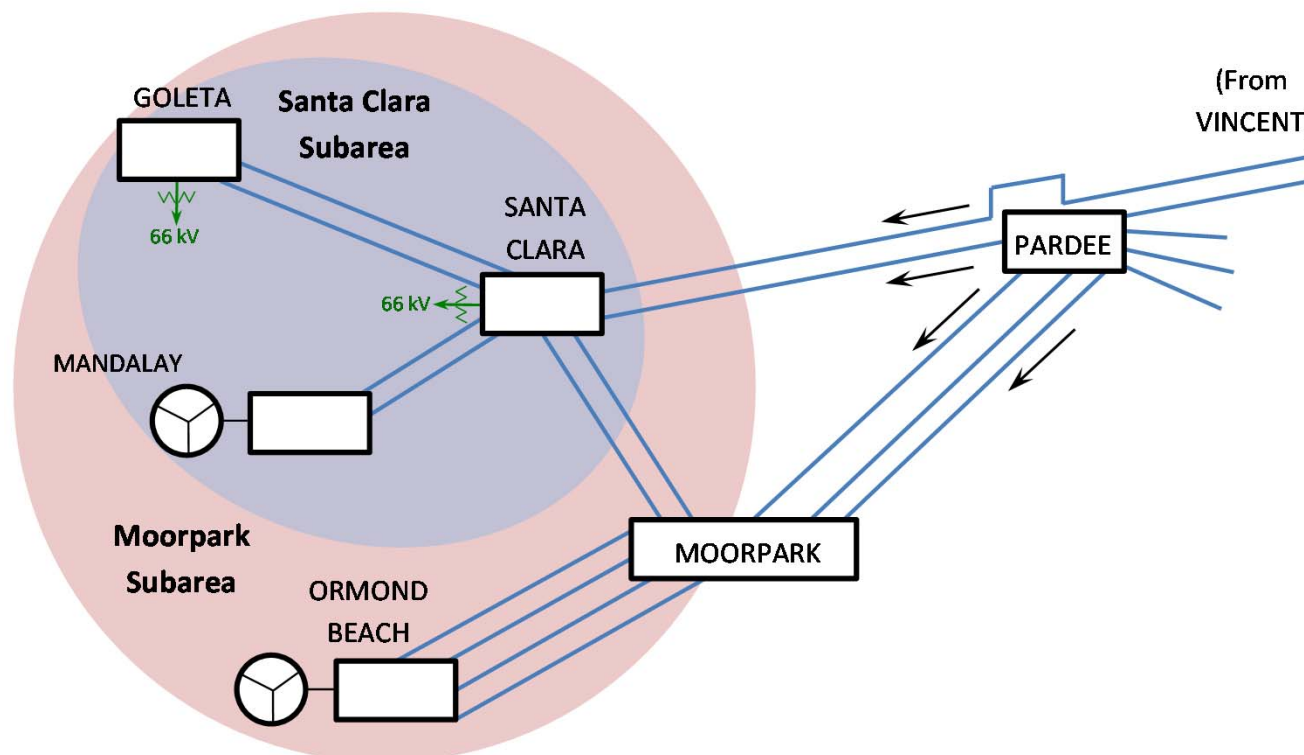 GOLETA
Santa Clara
Subarea
(From
VINCENT
66 kV
SANTA
CLARA
PARDEE
66 kV
MANDALAY
Moorpark
Subarea
MOORPARK
ORMOND
BEACH